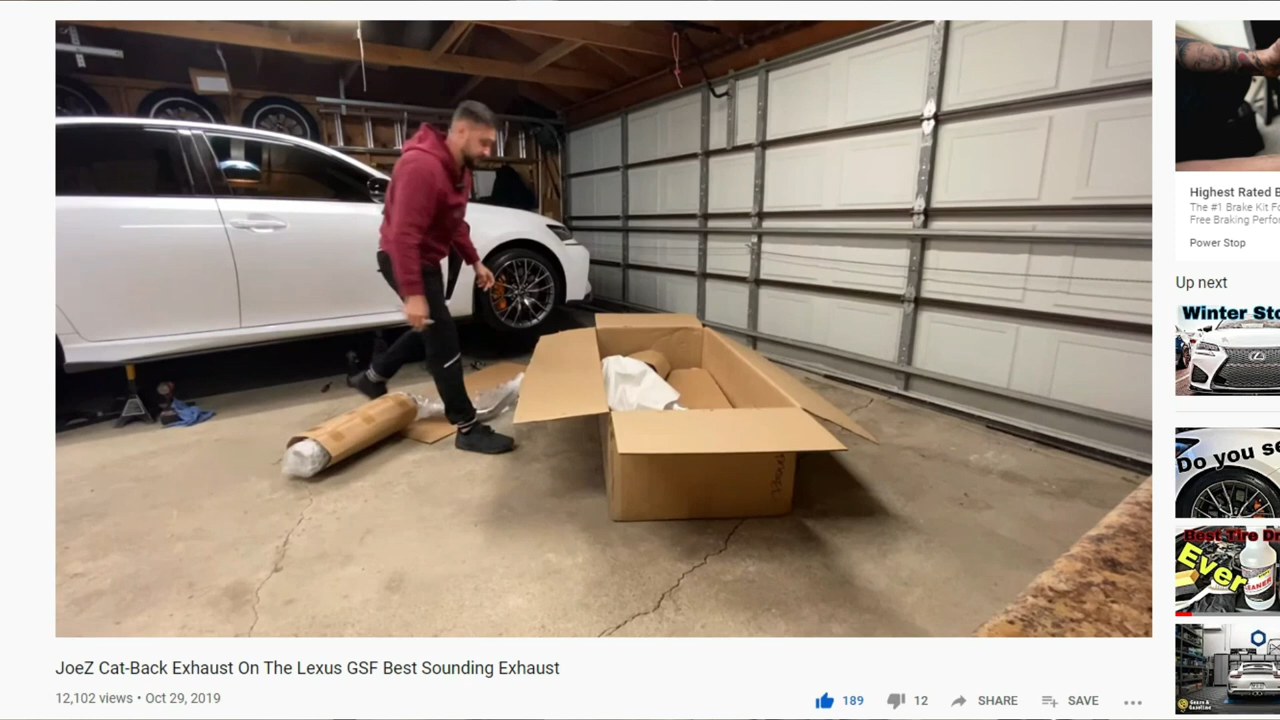 JoeZ Cat-Back Exhaust On The Lexus GSF Best Sounding Exhaust
12,102 views • Oct 29, 2019
189
12
SHARE
SAVE
Highest Rated B
The #1 Brake Kit Fo
Free Braking Perfor
Power Stop
Up next
Winter Sto
Do you se
Best Tire Dr
Ever